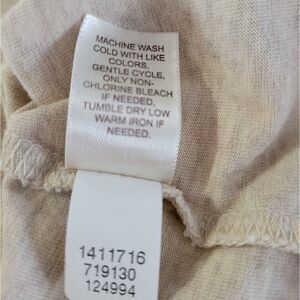 MACHINE WASH
COLD WITH LIKE
COLORS,
GENTLE CYCLE,
ONLY NON-
CHLORINE BLEACH
IF NEEDED,
TUMBLE DRY LOW
WARM IRON IF
NEEDED.
1411716
719130
124994